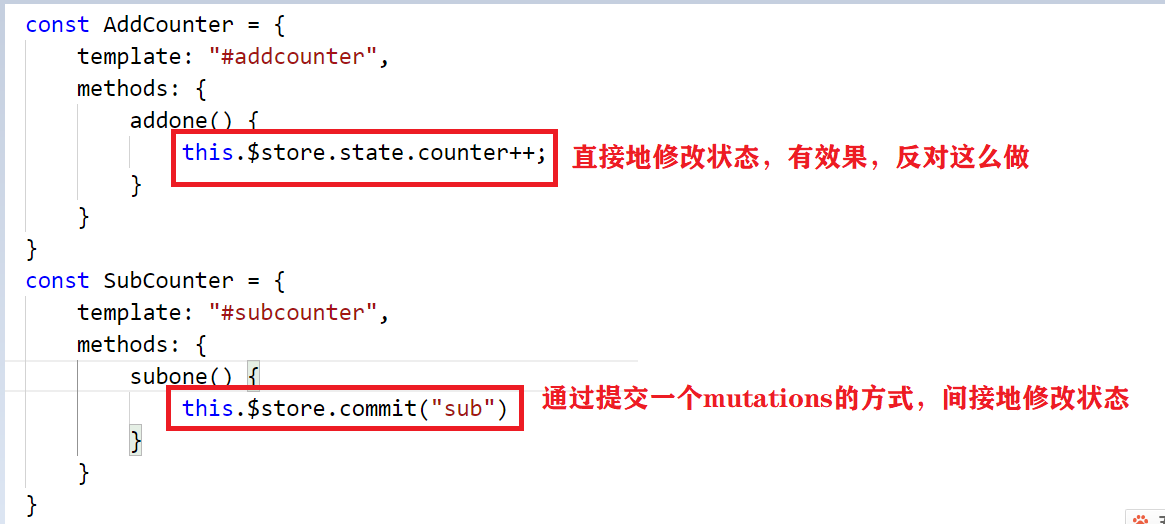 const AddCounter = {
template: "#addcounter",
methods: {
addone() {
this.$store.state.counter++; 直接地修改状态，有效果，反对这么做
}
}
}
const SubCounter = {
template: "#subcounter",
methods: {
subone() {
this.$store.commit("sub") 通过提交一个mutations的方式，间接地修改状态
}
}
}